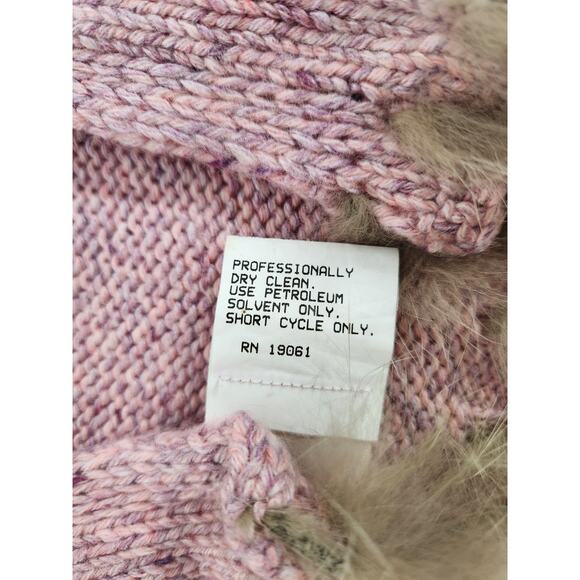 PROFESSIONALLY
DRY CLEAN.
USE PETROLEUM
SOLVENT ONLY.
SHORT CYCLE ONLY.
RN 19061